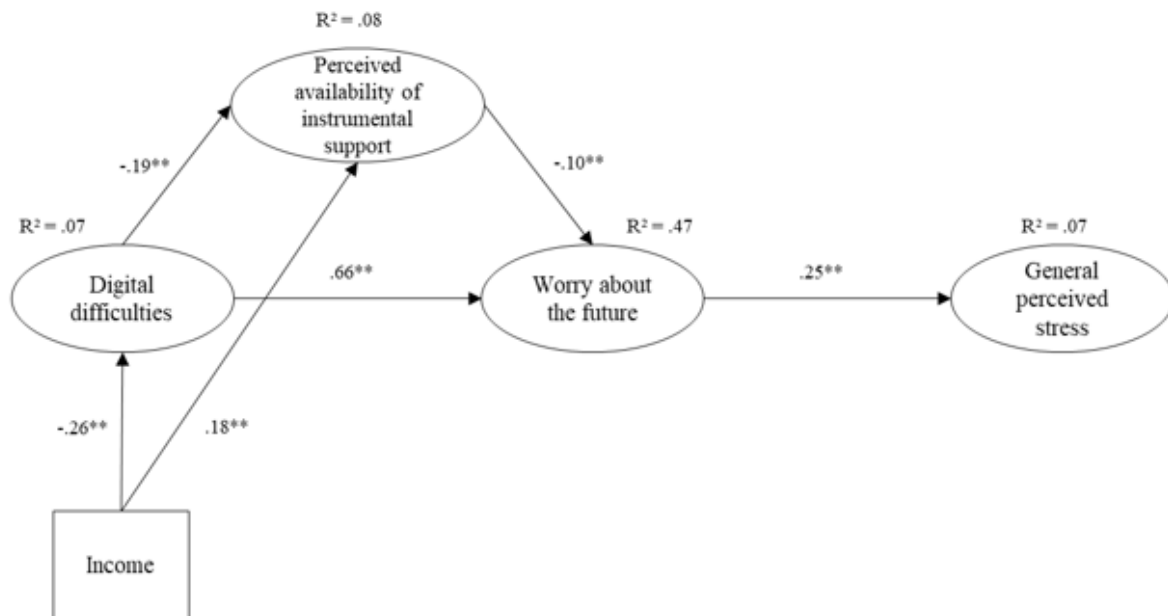 R² = .08
Perceived
availability of
instrumental
support
-.19**
-.10**
R² = .07
R² = .47
R² = .07
Digital
difficulties
.66**
Worry about
the future
.25**
General
perceived
stress
-.26**
.18**
Income